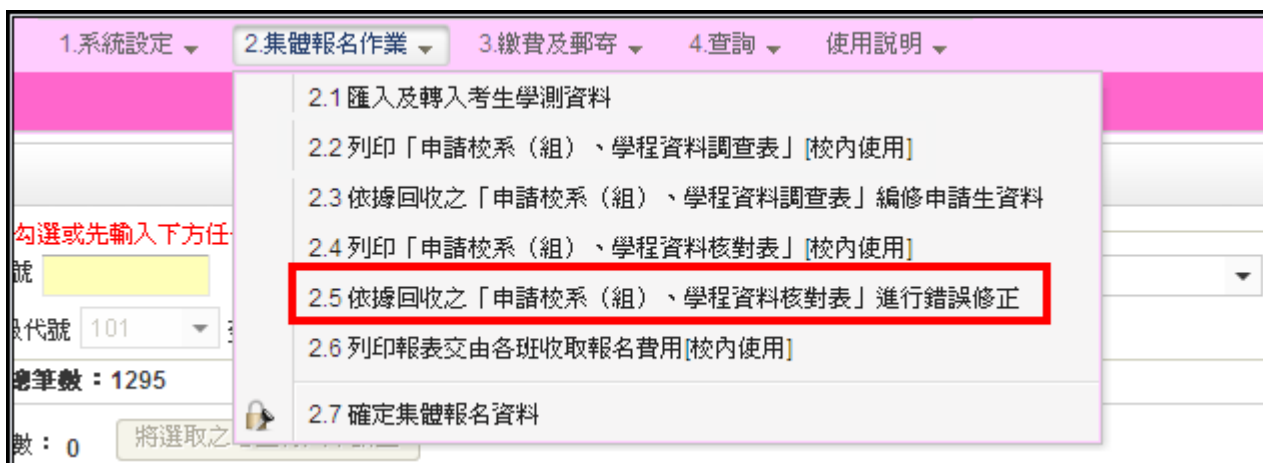 1.系統設定 2.集體報名作業 3.繳費及郵寄 4.查詢 使用說明
2.1 匯入及轉入考生學測資料
2.2 列印「申請校系（組）、學程資料調查表」[校內使用]
2.3 依據回收之「申請校系（組）、學程資料調查表」編修申請生資料
勾選或先輸入下方任
2.4 列印「申請校系（組）、學程資料核對表」[校內使用]
號
2.5 依據回收之「申請校系（組）、學程資料核對表」進行錯誤修正
代號 101
2.6 列印報表交由各班收取報名費用[校內使用]
總筆數：1295
2.7 確定集體報名資料
數： 0 將選取之